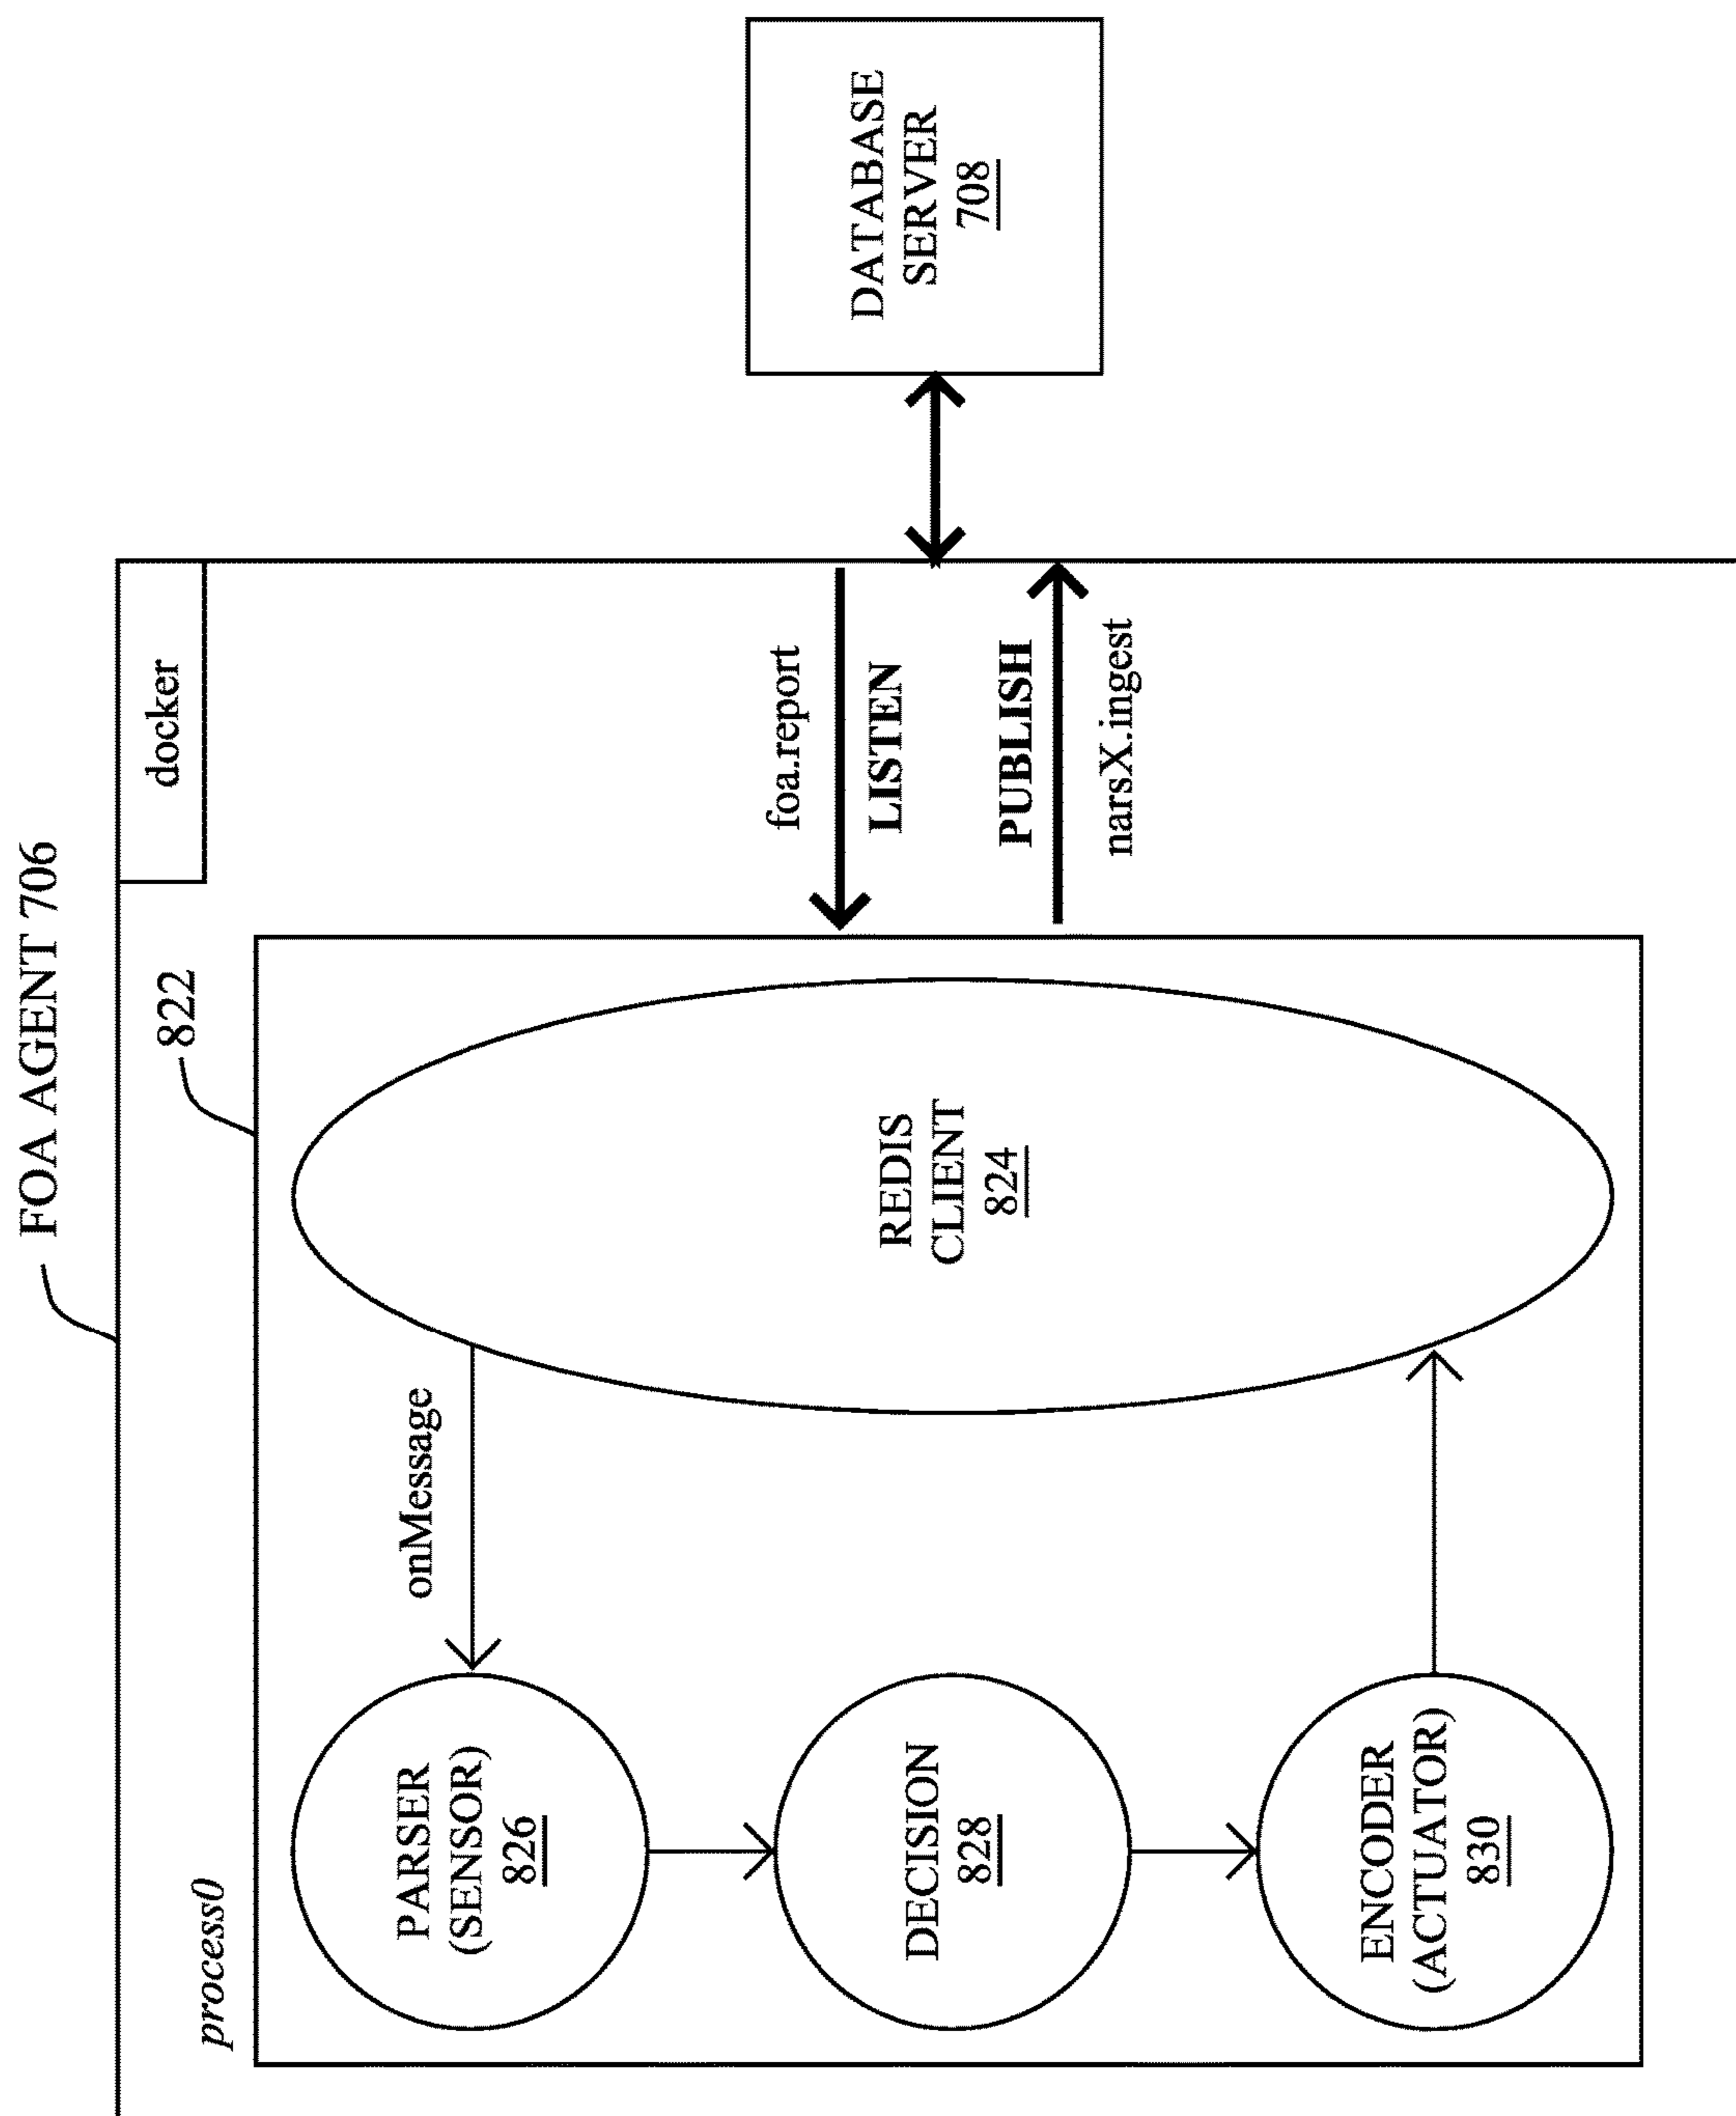 FOA AGENT 706
process0
822
docker
PARSER
(SENSOR)
826
onMessage
DECISION
828
ENCODER
(ACTUATOR)
830
REDIS
CLIENT
824
foa.report
LISTEN
PUBLISH
narsX.ingest
DATABASE
SERVER
708